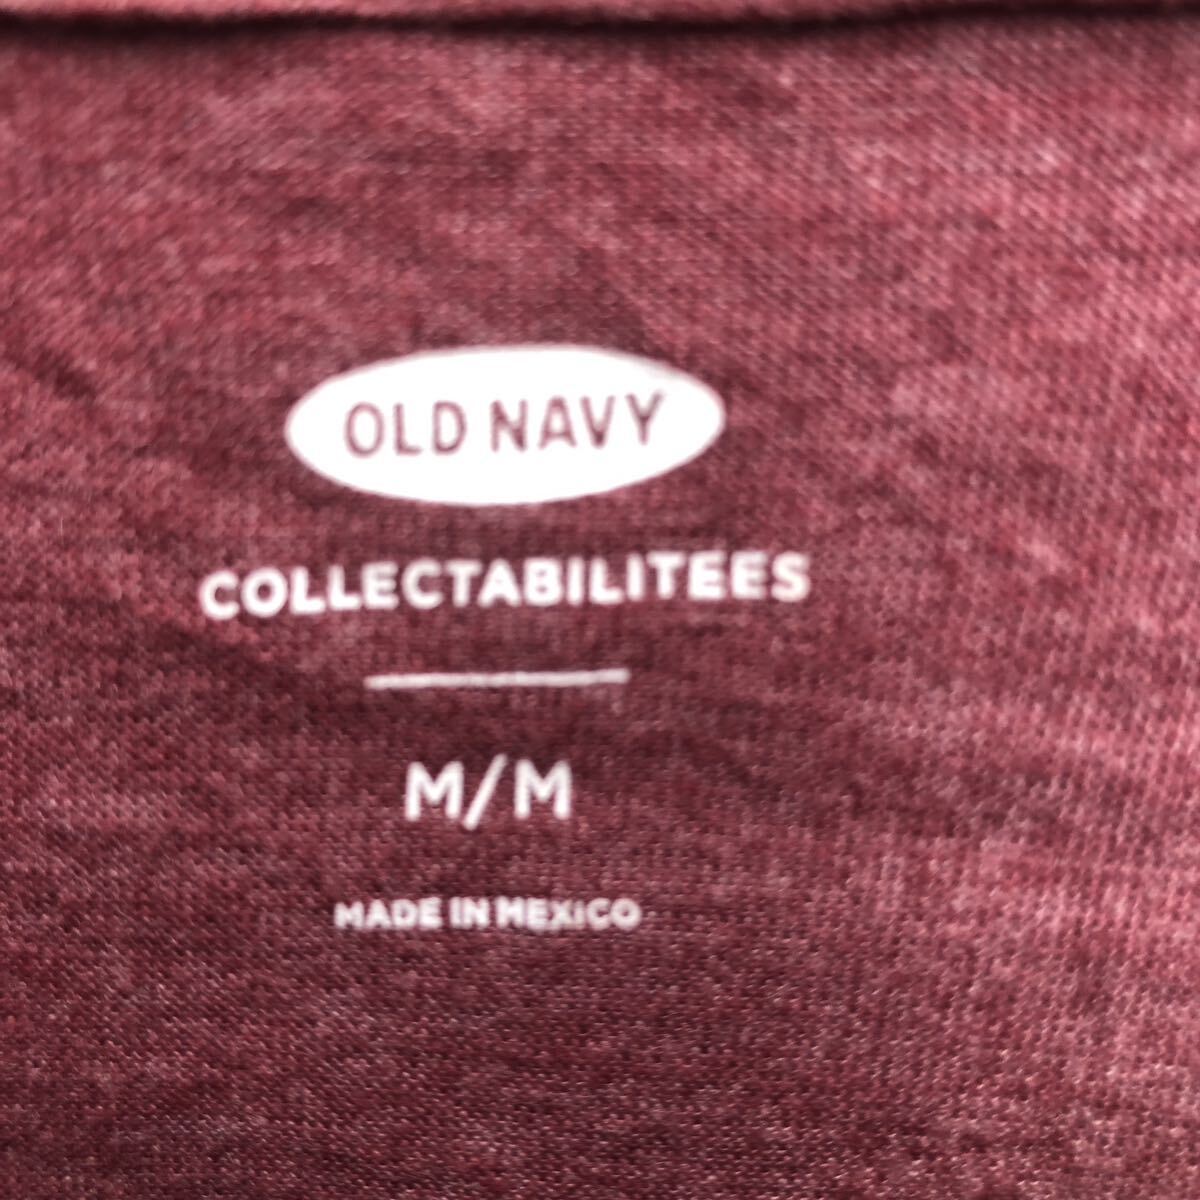 OLD NAVY
COLLECTABILITEES
M/M
MADE IN MEXICO